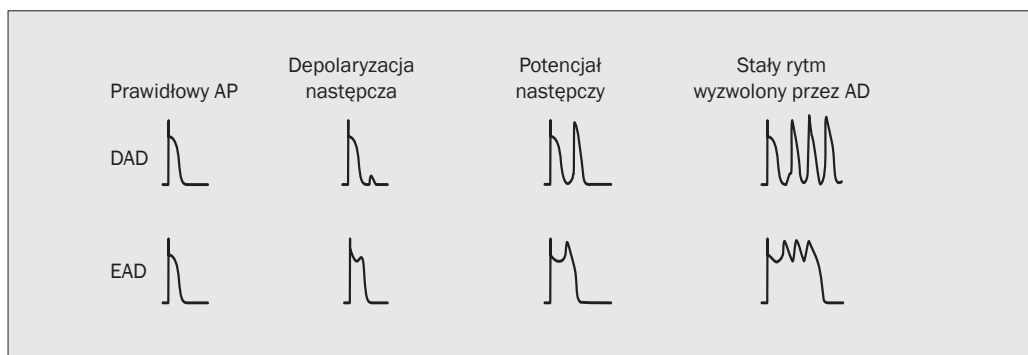 Prawidłowy AP
Depolaryzacja
następcza
Potencjał
następczy
Stały rytm
wyzwolony przez AD
DAD
EAD